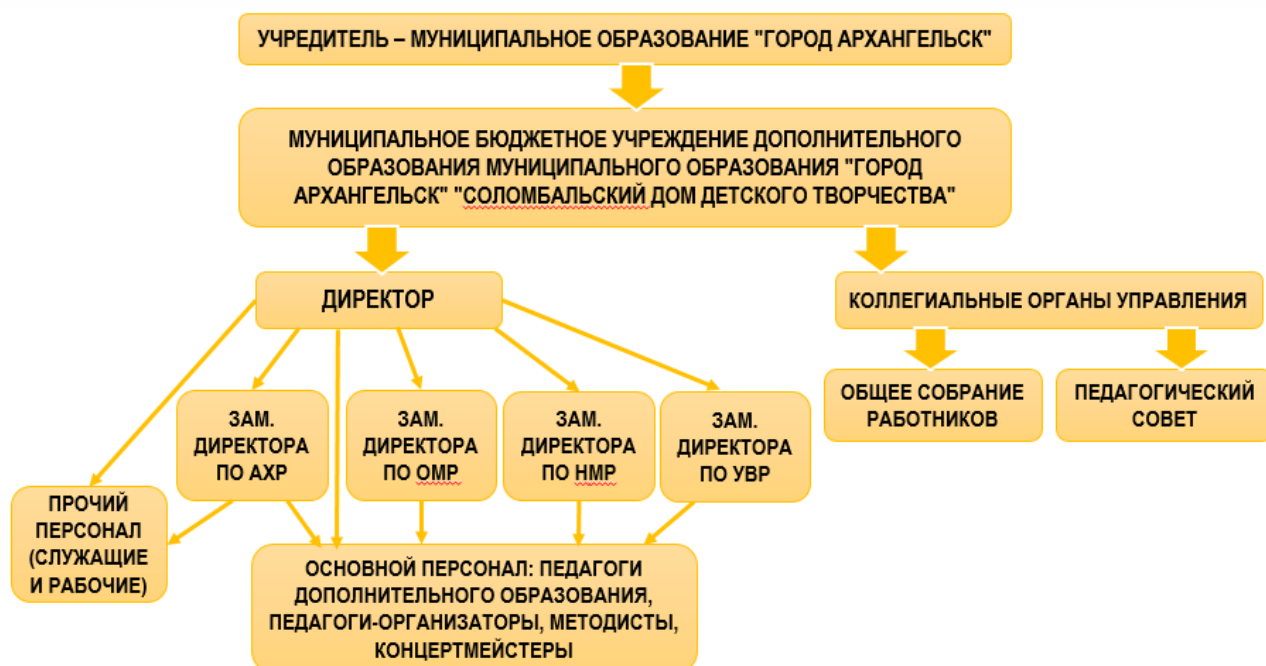 УЧРЕДИТЕЛЬ – МУНИЦИПАЛЬНОЕ ОБРАЗОВАНИЕ "ГОРОД АРХАНГЕЛЬСК"
МУНИЦИПАЛЬНОЕ БЮДЖЕТНОЕ УЧРЕЖДЕНИЕ ДОПОЛНИТЕЛЬНОГО
ОБРАЗОВАНИЯ МУНИЦИПАЛЬНОГО ОБРАЗОВАНИЯ "ГОРОД
АРХАНГЕЛЬСК" "СОЛОМБАЛЬСКИЙ ДОМ ДЕТСКОГО ТВОРЧЕСТВА"
ДИРЕКТОР
КОЛЛЕГИАЛЬНЫЕ ОРГАНЫ УПРАВЛЕНИЯ
ОБЩЕЕ СОБРАНИЕ
РАБОТНИКОВ
ПЕДАГОГИЧЕСКИЙ
СОВЕТ
ЗАМ.
ДИРЕКТОРА
ПО АХР
ЗАМ.
ДИРЕКТОРА
ПО ОМР
ЗАМ.
ДИРЕКТОРА
ПО НМР
ЗАМ.
ДИРЕКТОРА
ПО УВР
ПРОЧИЙ
ПЕРСОНАЛ
(СЛУЖАЩИЕ
И РАБОЧИЕ)
ОСНОВНОЙ ПЕРСОНАЛ: ПЕДАГОГИ
ДОПОЛНИТЕЛЬНОГО ОБРАЗОВАНИЯ,
ПЕДАГОГИ-ОРГАНИЗАТОРЫ, МЕТОДИСТЫ,
КОНЦЕРТМЕЙСТЕРЫ